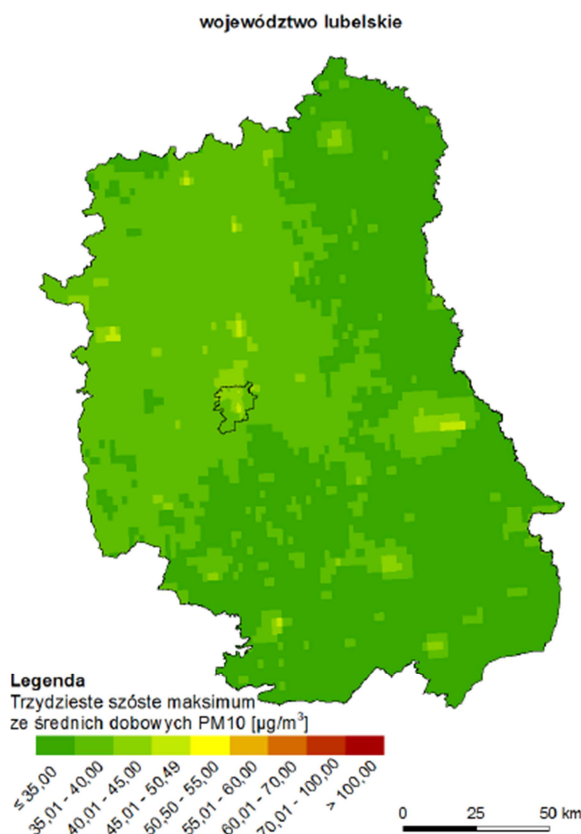 województwo lubelskie
Legenda
Trzydzieste szóste maksimum
ze średnich dobowych PM10 [µg/m³]
≤ 35,00
35,01 - 40,00
40,01 - 45,00
45,01 - 50,49
50,50 - 55,00
55,01 - 60,00
60,01 - 70,00
70,01 - 100,00
> 100,00
0 25 50 km